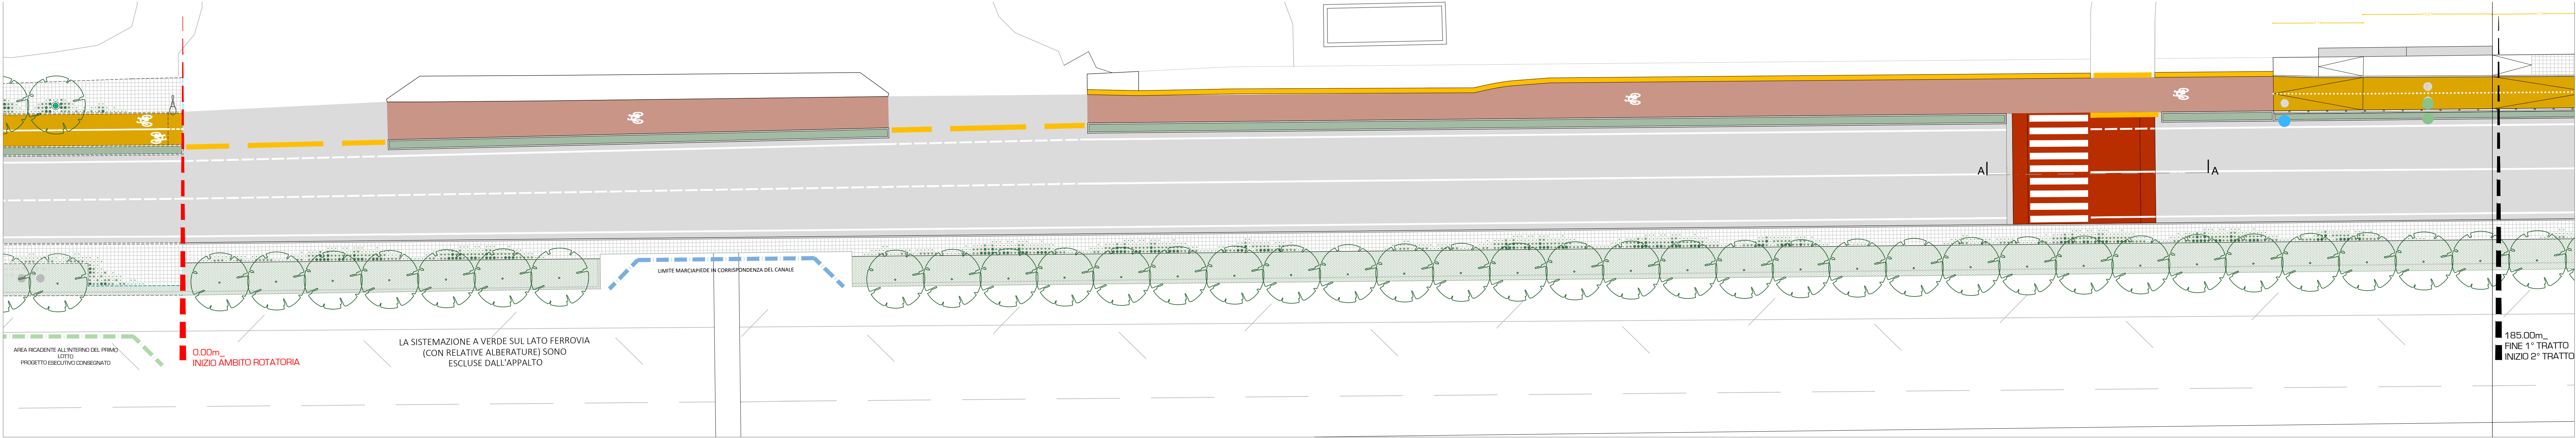 A
A
LIMITE MARCIAPIEDE IN CORRISPONDENZA DEL CANALE
AREA RICADENTE ALL'INTERNO DEL PRIMO
LOTTO
PROGETTO ESECUTIVO CONSEGNATO
0.00m_
INIZIO AMBITO ROTATORIA
LA SISTEMAZIONE A VERDE SUL LATO FERROVIA
(CON RELATIVE ALBERATURE) SONO
ESCLUSE DALL'APPALTO
185.00m_
FINE 1° TRATTO
INIZIO 2° TRATTO